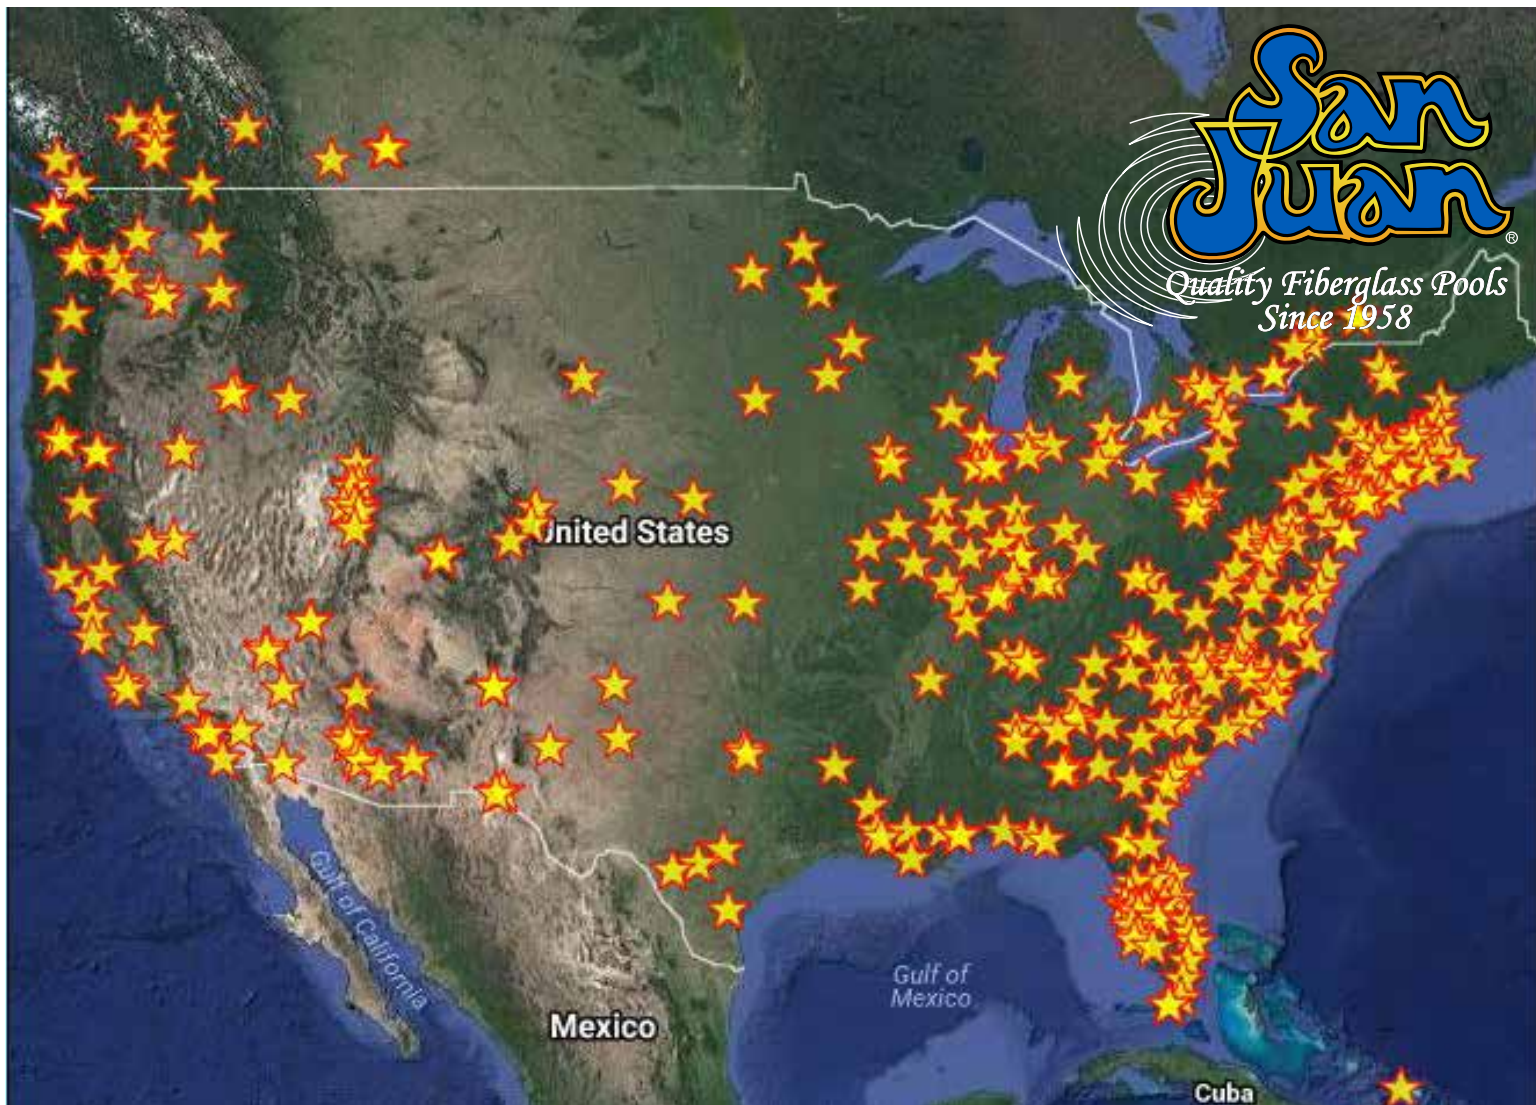 San
Juan®
Quality Fiberglass Pools
Since 1958
United States
Gulf of California
Gulf of
Mexico
Mexico
Cuba